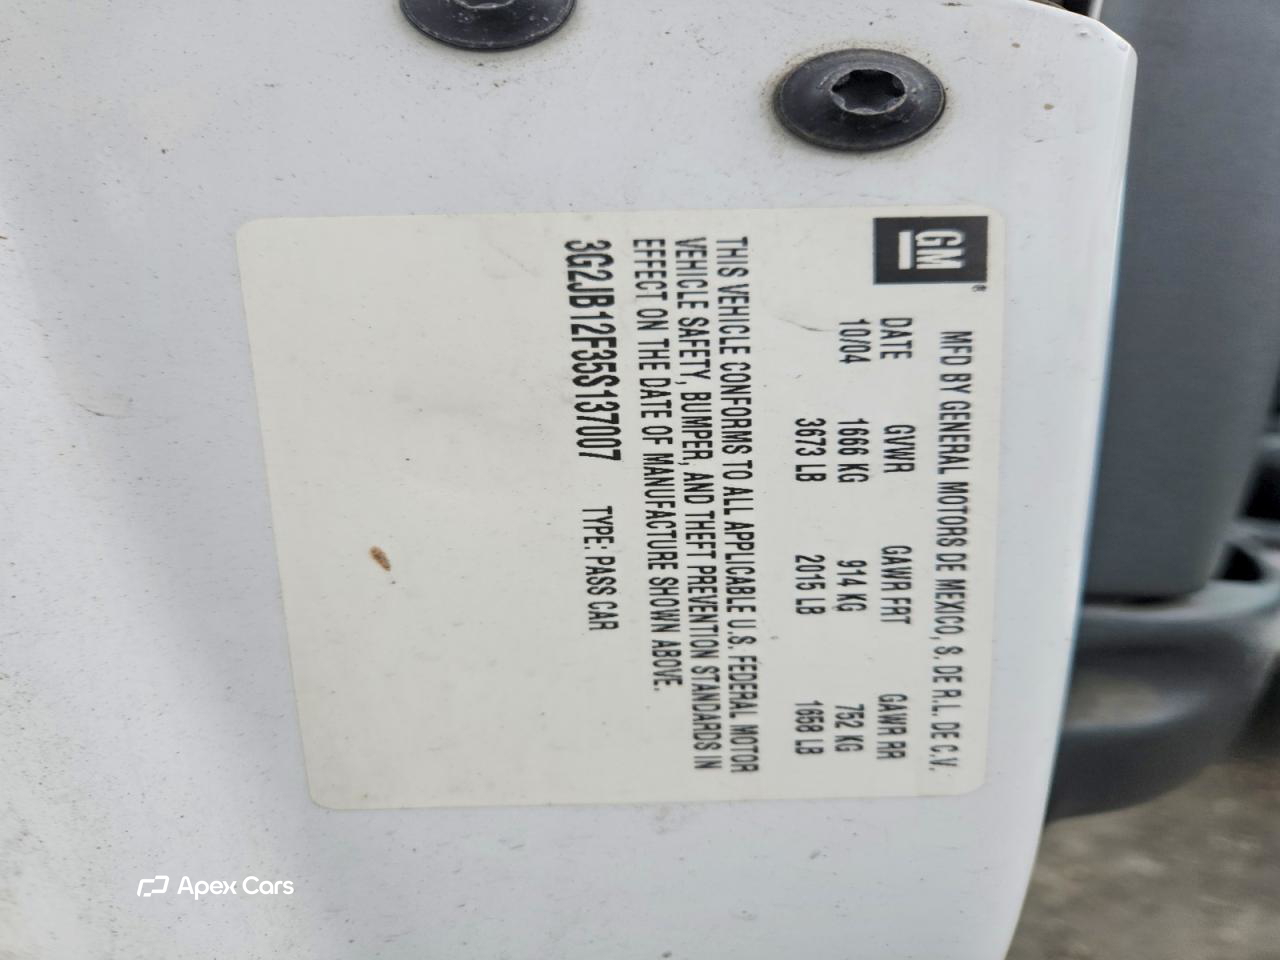 GM®
MFD BY GENERAL MOTORS DE MEXICO, S. DE R.L. DE C.V.
DATE GVWR GAWR FRT GAWR RR
10/04 1666 KG 914 KG 752 KG
3673 LB 2015 LB 1658 LB
THIS VEHICLE CONFORMS TO ALL APPLICABLE U.S. FEDERAL MOTOR
VEHICLE SAFETY, BUMPER, AND THEFT PREVENTION STANDARDS IN
EFFECT ON THE DATE OF MANUFACTURE SHOWN ABOVE.
3G2JB12F35S137007 TYPE: PASS CAR
Apex Cars